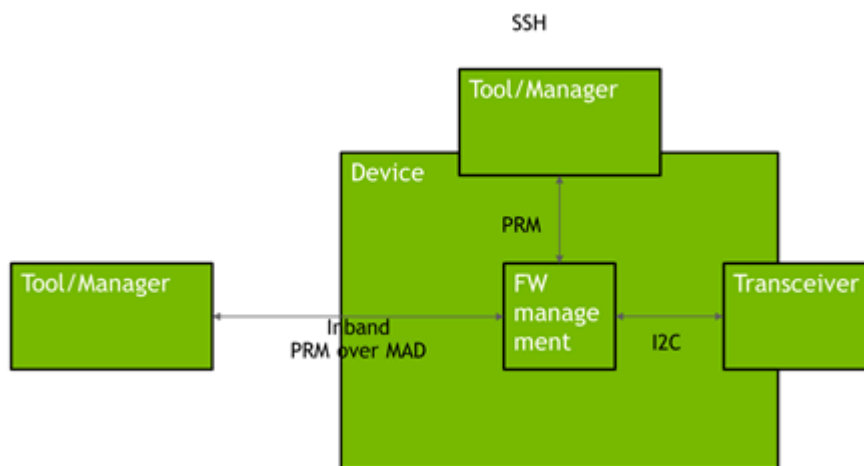 SSH
Tool/Manager
Device
PRM
Tool/Manager
FW
manage
ment
Transceiver
Inband
PRM over MAD
I2C